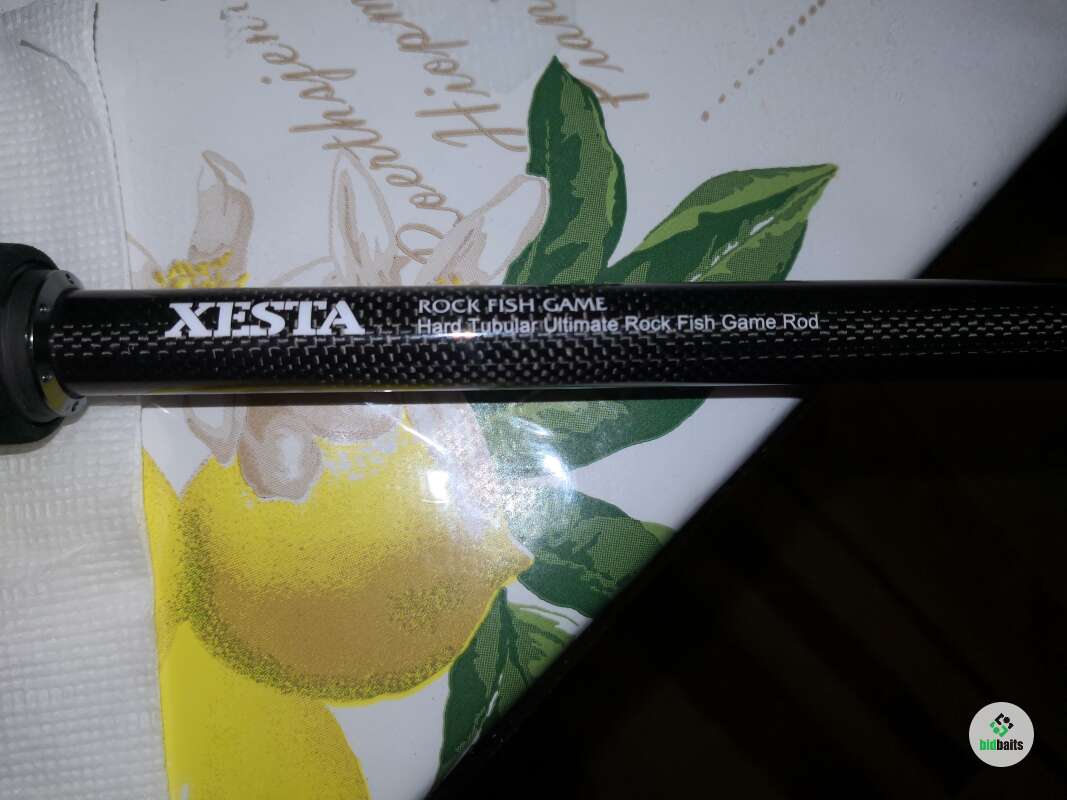 XESTA
ROCK FISH GAME
Hard Tubular Ultimate Rock Fish Game Rod
bidbaits